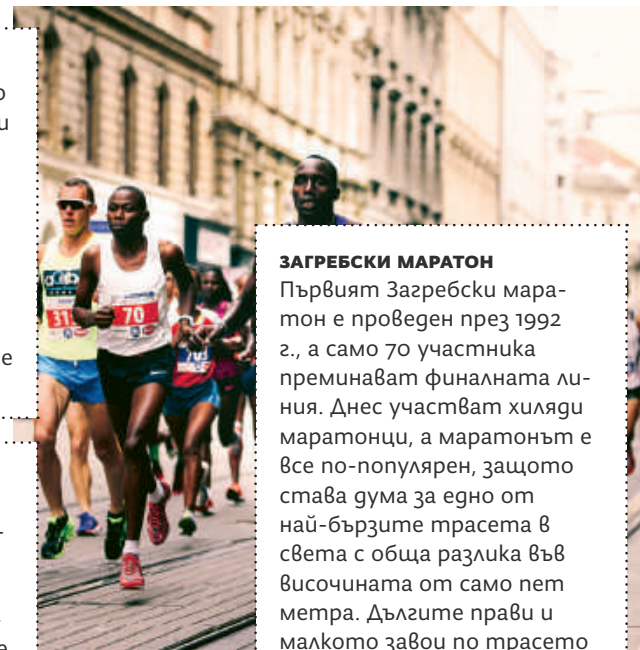 о
и
е
е
70
ЗАГРЕБСКИ МАРАТОН
Първият Загребски мара-
тон е проведен през 1992
г., а само 70 участника
преминават финалната ли-
ния. Днес участват хиляди
маратонци, а маратонът е
все по-популярен, защото
става дума за едно от
най-бързите трасета в
света с обща разлика във
височината от само пет
метра. Дългите прави и
малкото завои по трасето